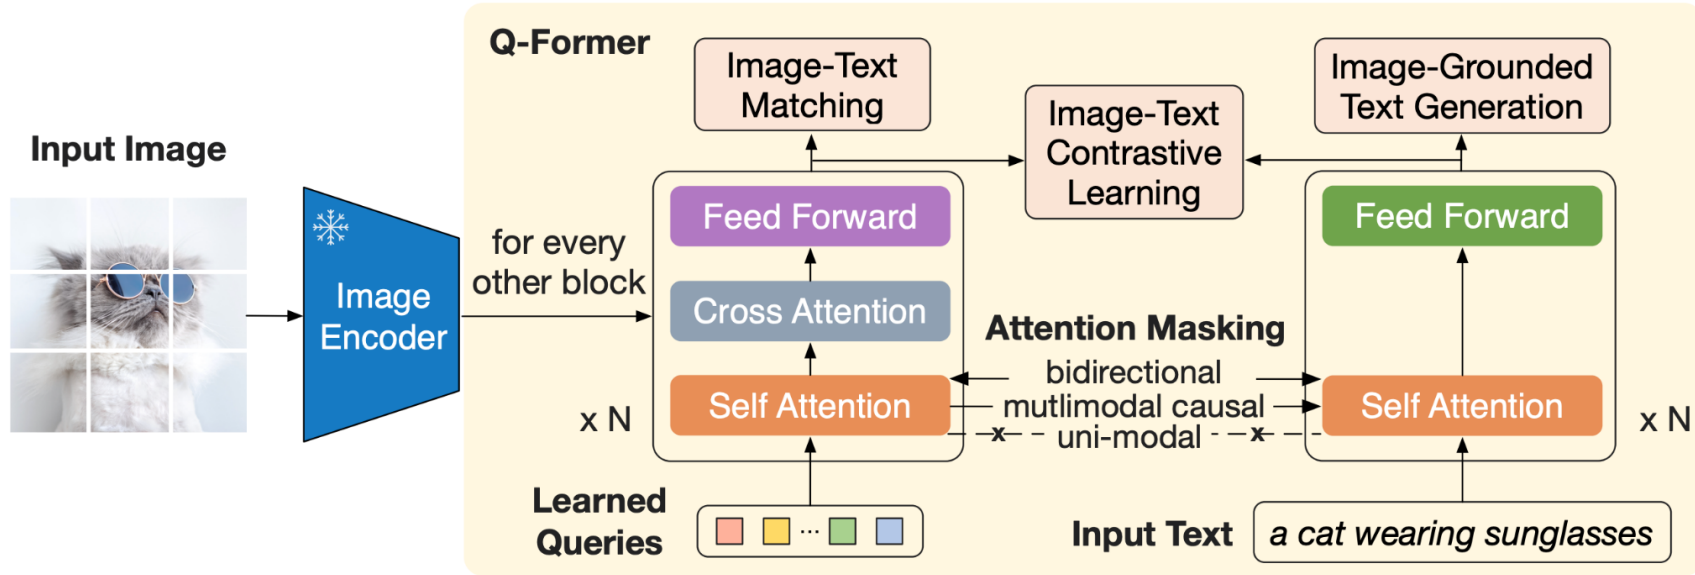 Q-Former
Image-Text
Matching
Image-Text
Contrastive
Learning
Image-Grounded
Text Generation
Input Image
Image
Encoder
for every
other block
Feed Forward
Cross Attention
Self Attention
x N
Attention Masking
bidirectional
mutlimodal causal
x uni-modal x
Feed Forward
Self Attention
x N
Learned
Queries
...
Input Text
a cat wearing sunglasses